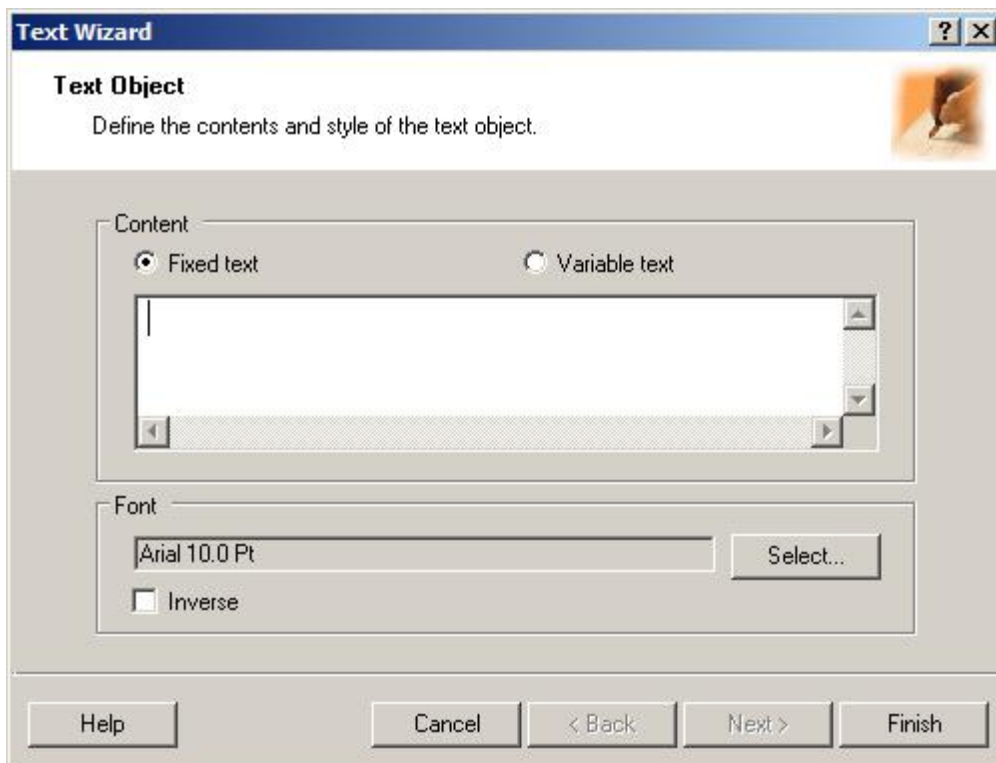 Text Wizard
Text Object
Define the contents and style of the text object.
Content
Fixed text Variable text
Font
Arial 10.0 Pt Select...
Inverse
Help Cancel < Back Next > Finish